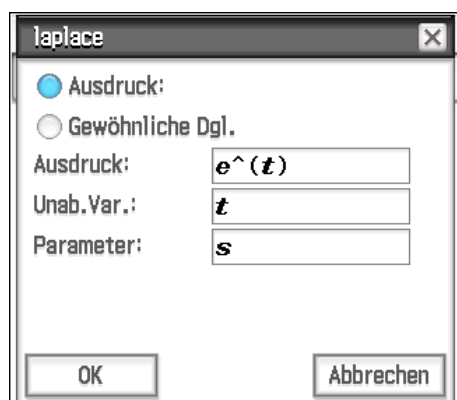 laplace
Ausdruck:
Gewöhnliche Dgl.
Ausdruck: e^(t)
Unab.Var.: t
Parameter: s
OK Abbrechen